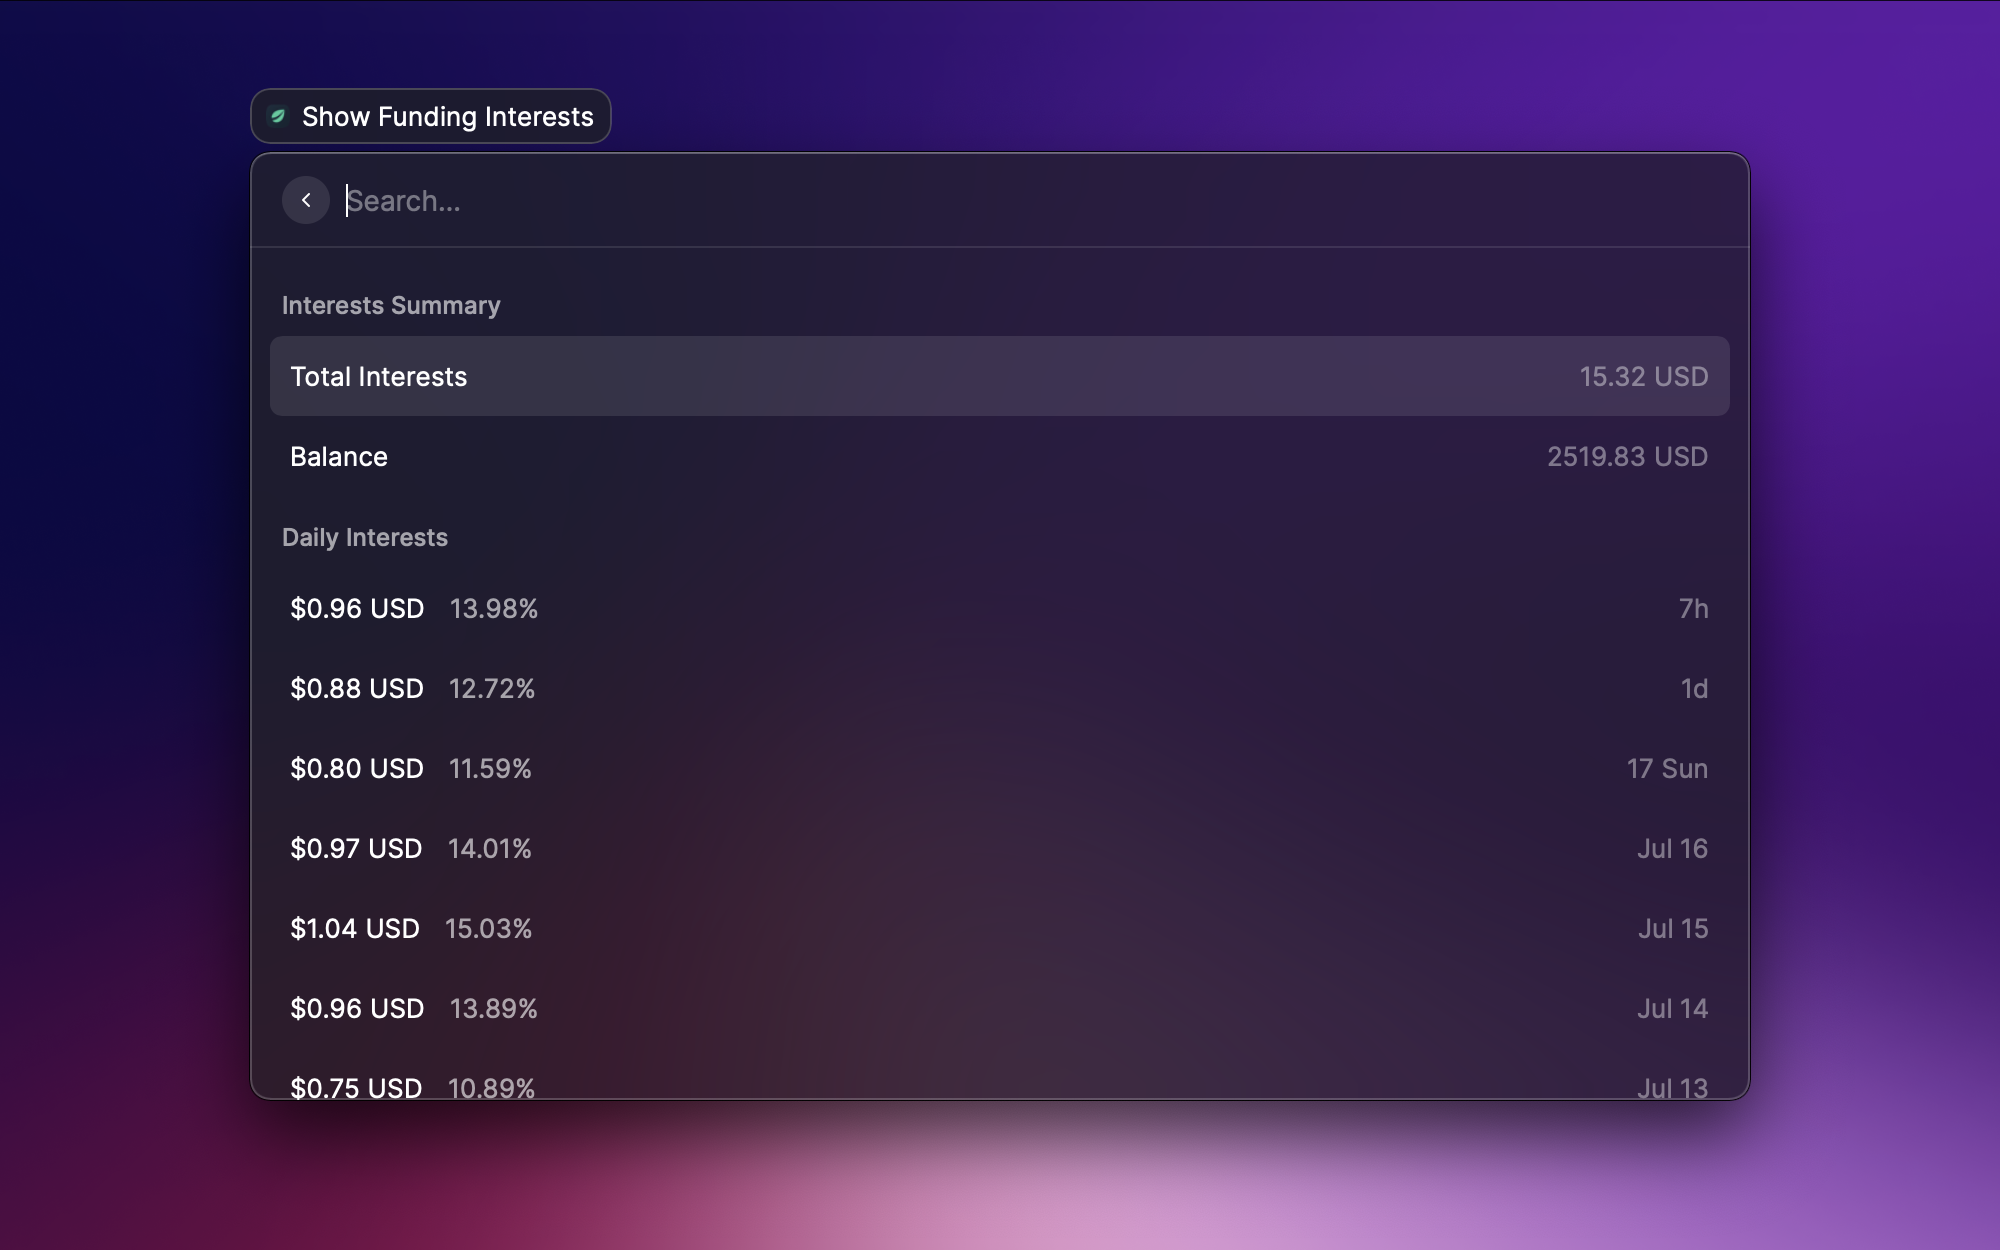 Show Funding Interests
Search...
Interests Summary
Total Interests 15.32 USD
Balance 2519.83 USD
Daily Interests
$0.96 USD 13.98% 7h
$0.88 USD 12.72% 1d
$0.80 USD 11.59% 17 Sun
$0.97 USD 14.01% Jul 16
$1.04 USD 15.03% Jul 15
$0.96 USD 13.89% Jul 14
$0.75 USD 10.89% Jul 13